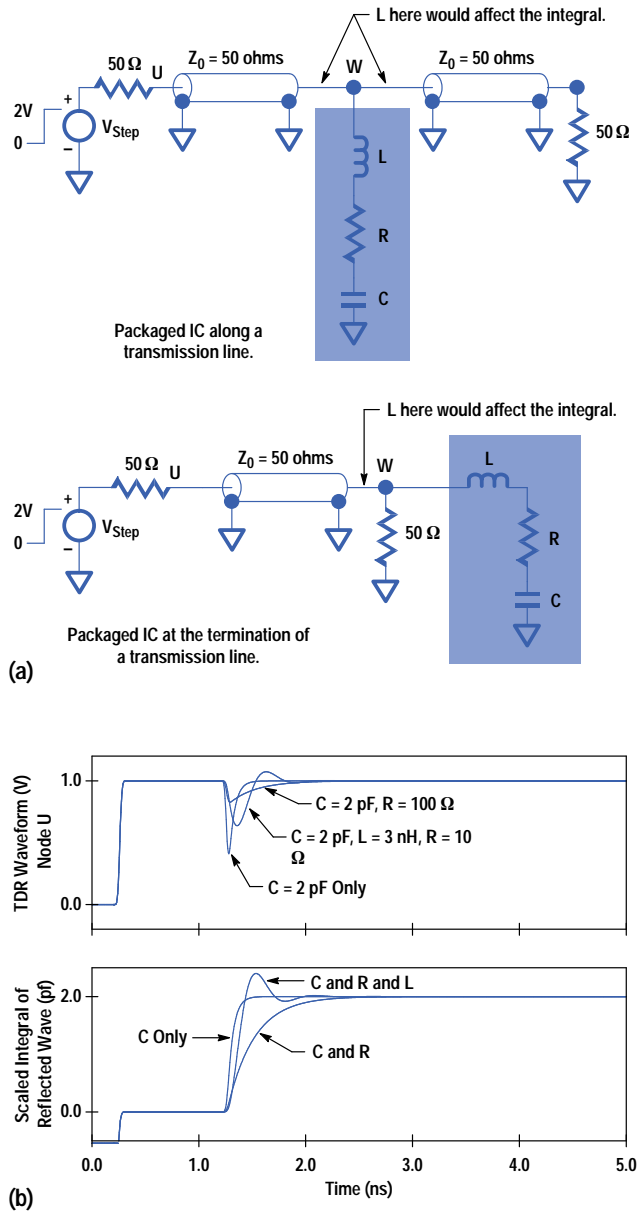 L here would affect the integral.
Z0 = 50 ohms
W
Z0 = 50 ohms
50 Ω
U
2V
0
+
VStep
–
50 Ω
L
R
C
Packaged IC along a
transmission line.
L here would affect the integral.
Z0 = 50 ohms
W
L
50 Ω
U
2V
0
+
VStep
–
50 Ω
R
C
Packaged IC at the termination of
a transmission line.
(a)
TDR Waveform (V)
Node U
1.0
0.0
C = 2 pF, R = 100 Ω
C = 2 pF, L = 3 nH, R = 10
Ω
C = 2 pF Only
Scaled Integral of
Reflected Wave (pf)
2.0
0.0
C and R and L
C Only
C and R
0.0
1.0
2.0
3.0
4.0
5.0
Time (ns)
(b)